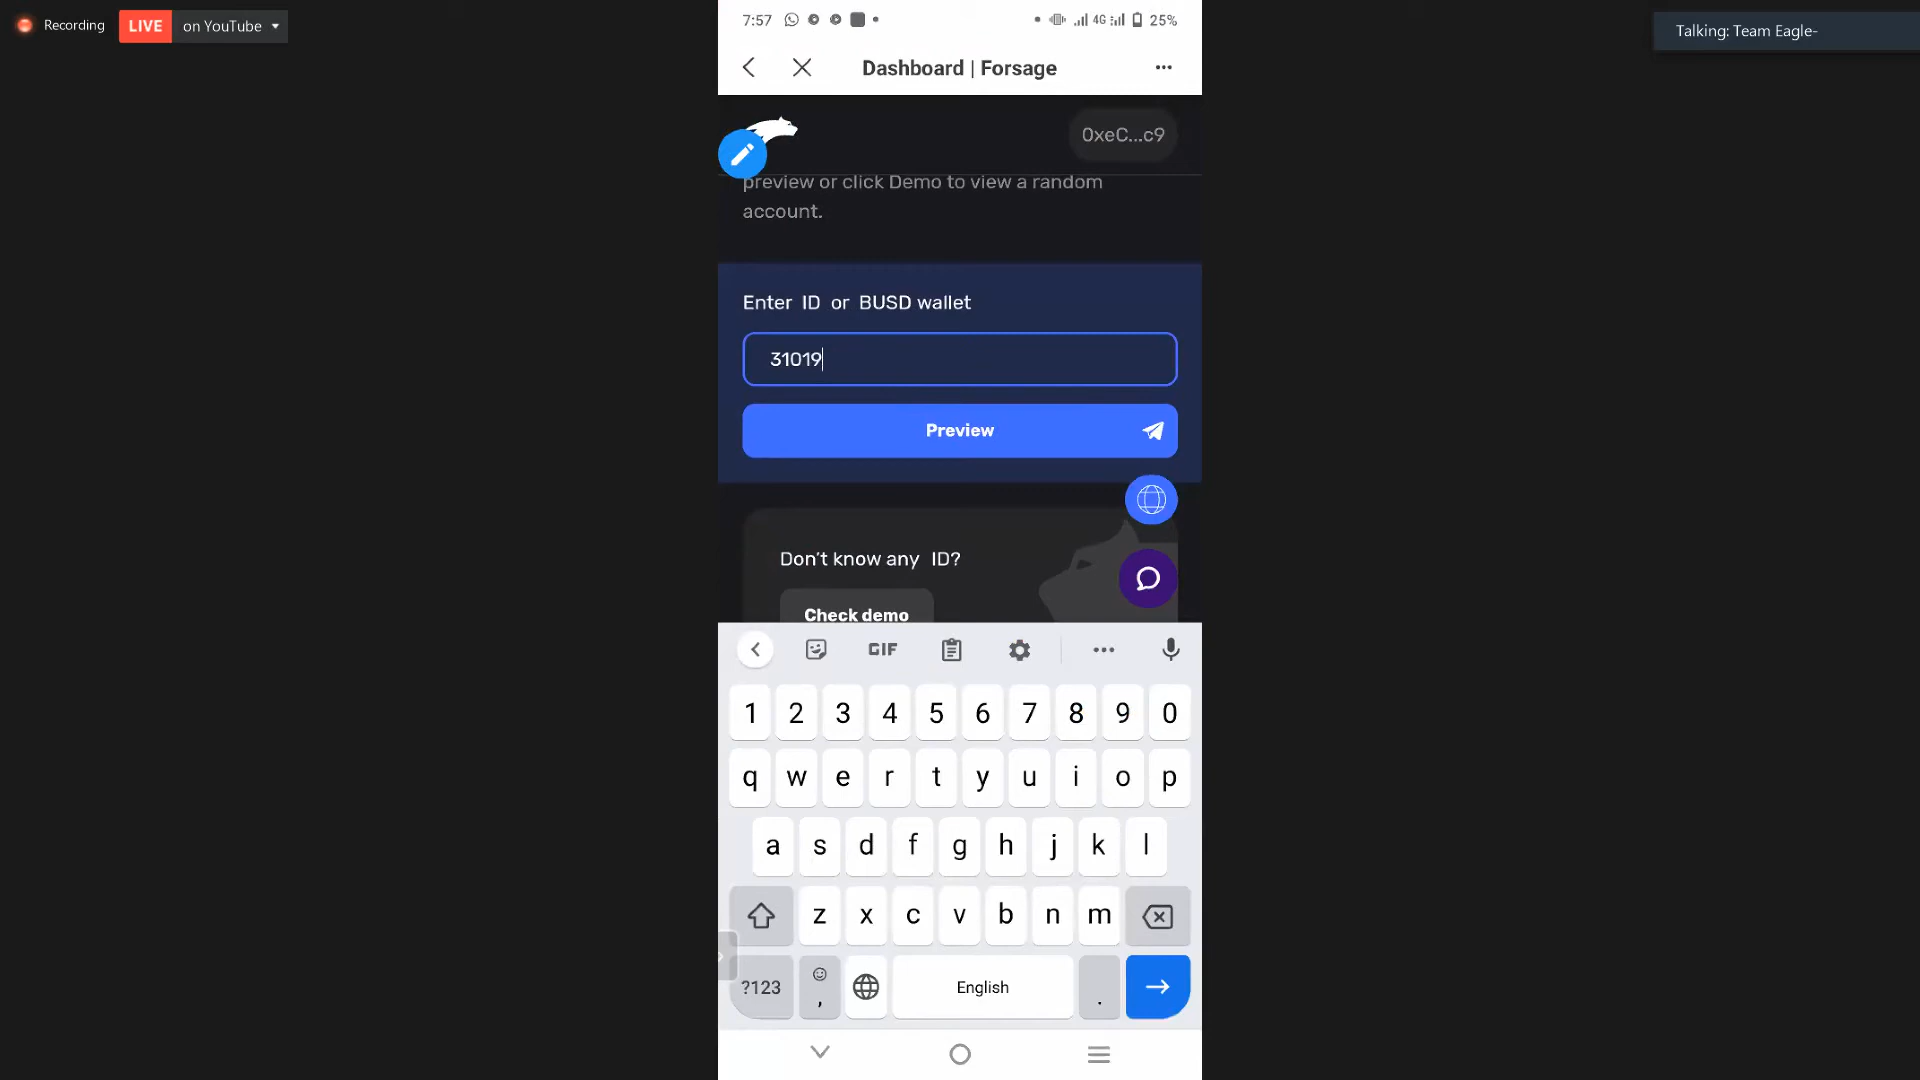 Recording
LIVE on YouTube
Talking: Team Eagle-
7:57
4G
25%
Dashboard | Forsage
0xeC...c9
preview or click Demo to view a random
account.
Enter ID or BUSD wallet
31019
Preview
Don't know any ID?
Check demo
GIF
1 2 3 4 5 6 7 8 9 0
q w e r t y u i o p
a s d f g h j k l
z x c v b n m
?123 , English .